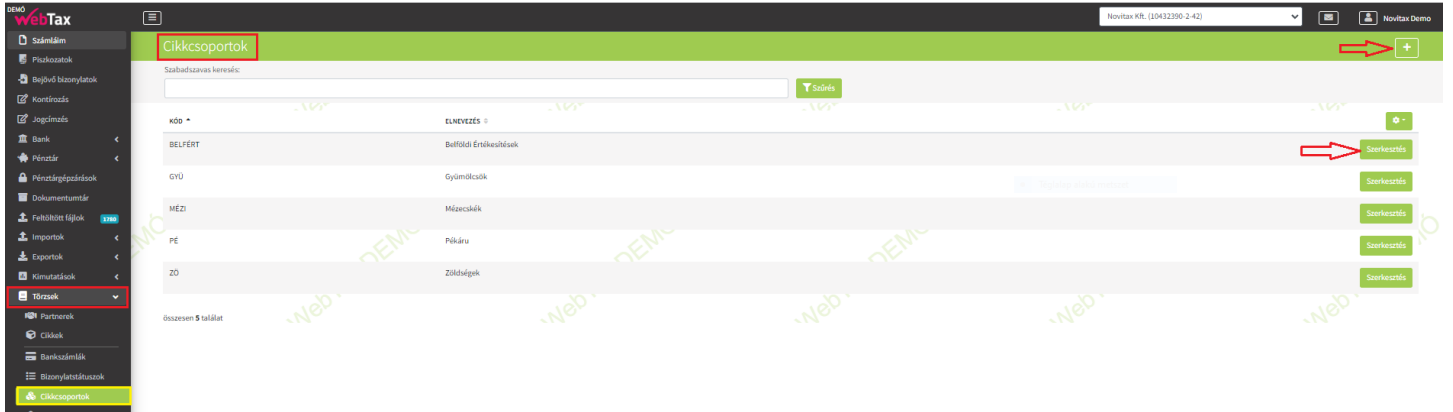 DEMÓ
WebTax
Novitax Kft. (10432390-2-42)
Novitax Demo
Számláim
Piszkozatok
Bejövő bizonylatok
Kontírozás
Jogcímzés
Bank
Pénztár
Pénztárgépzárások
Dokumentumtár
Feltöltött fájlok 1780
Importok
Exportok
Kimutatások
Törzsek
Partnerek
Cikkek
Bankszámlák
Bizonylatstátuszok
Cikkcsoportok
Cikkcsoportok
+
Szabadszavas keresés:
Szűrés
KÓD ELNEVEZÉS
BELFÉRT Belföldi Értékesítések Szerkesztés
GYÜ Gyümölcsök Szerkesztés
MÉZI Mézecskék Szerkesztés
PÉ Pékáru Szerkesztés
ZÖ Zöldségek Szerkesztés
összesen 5 találat